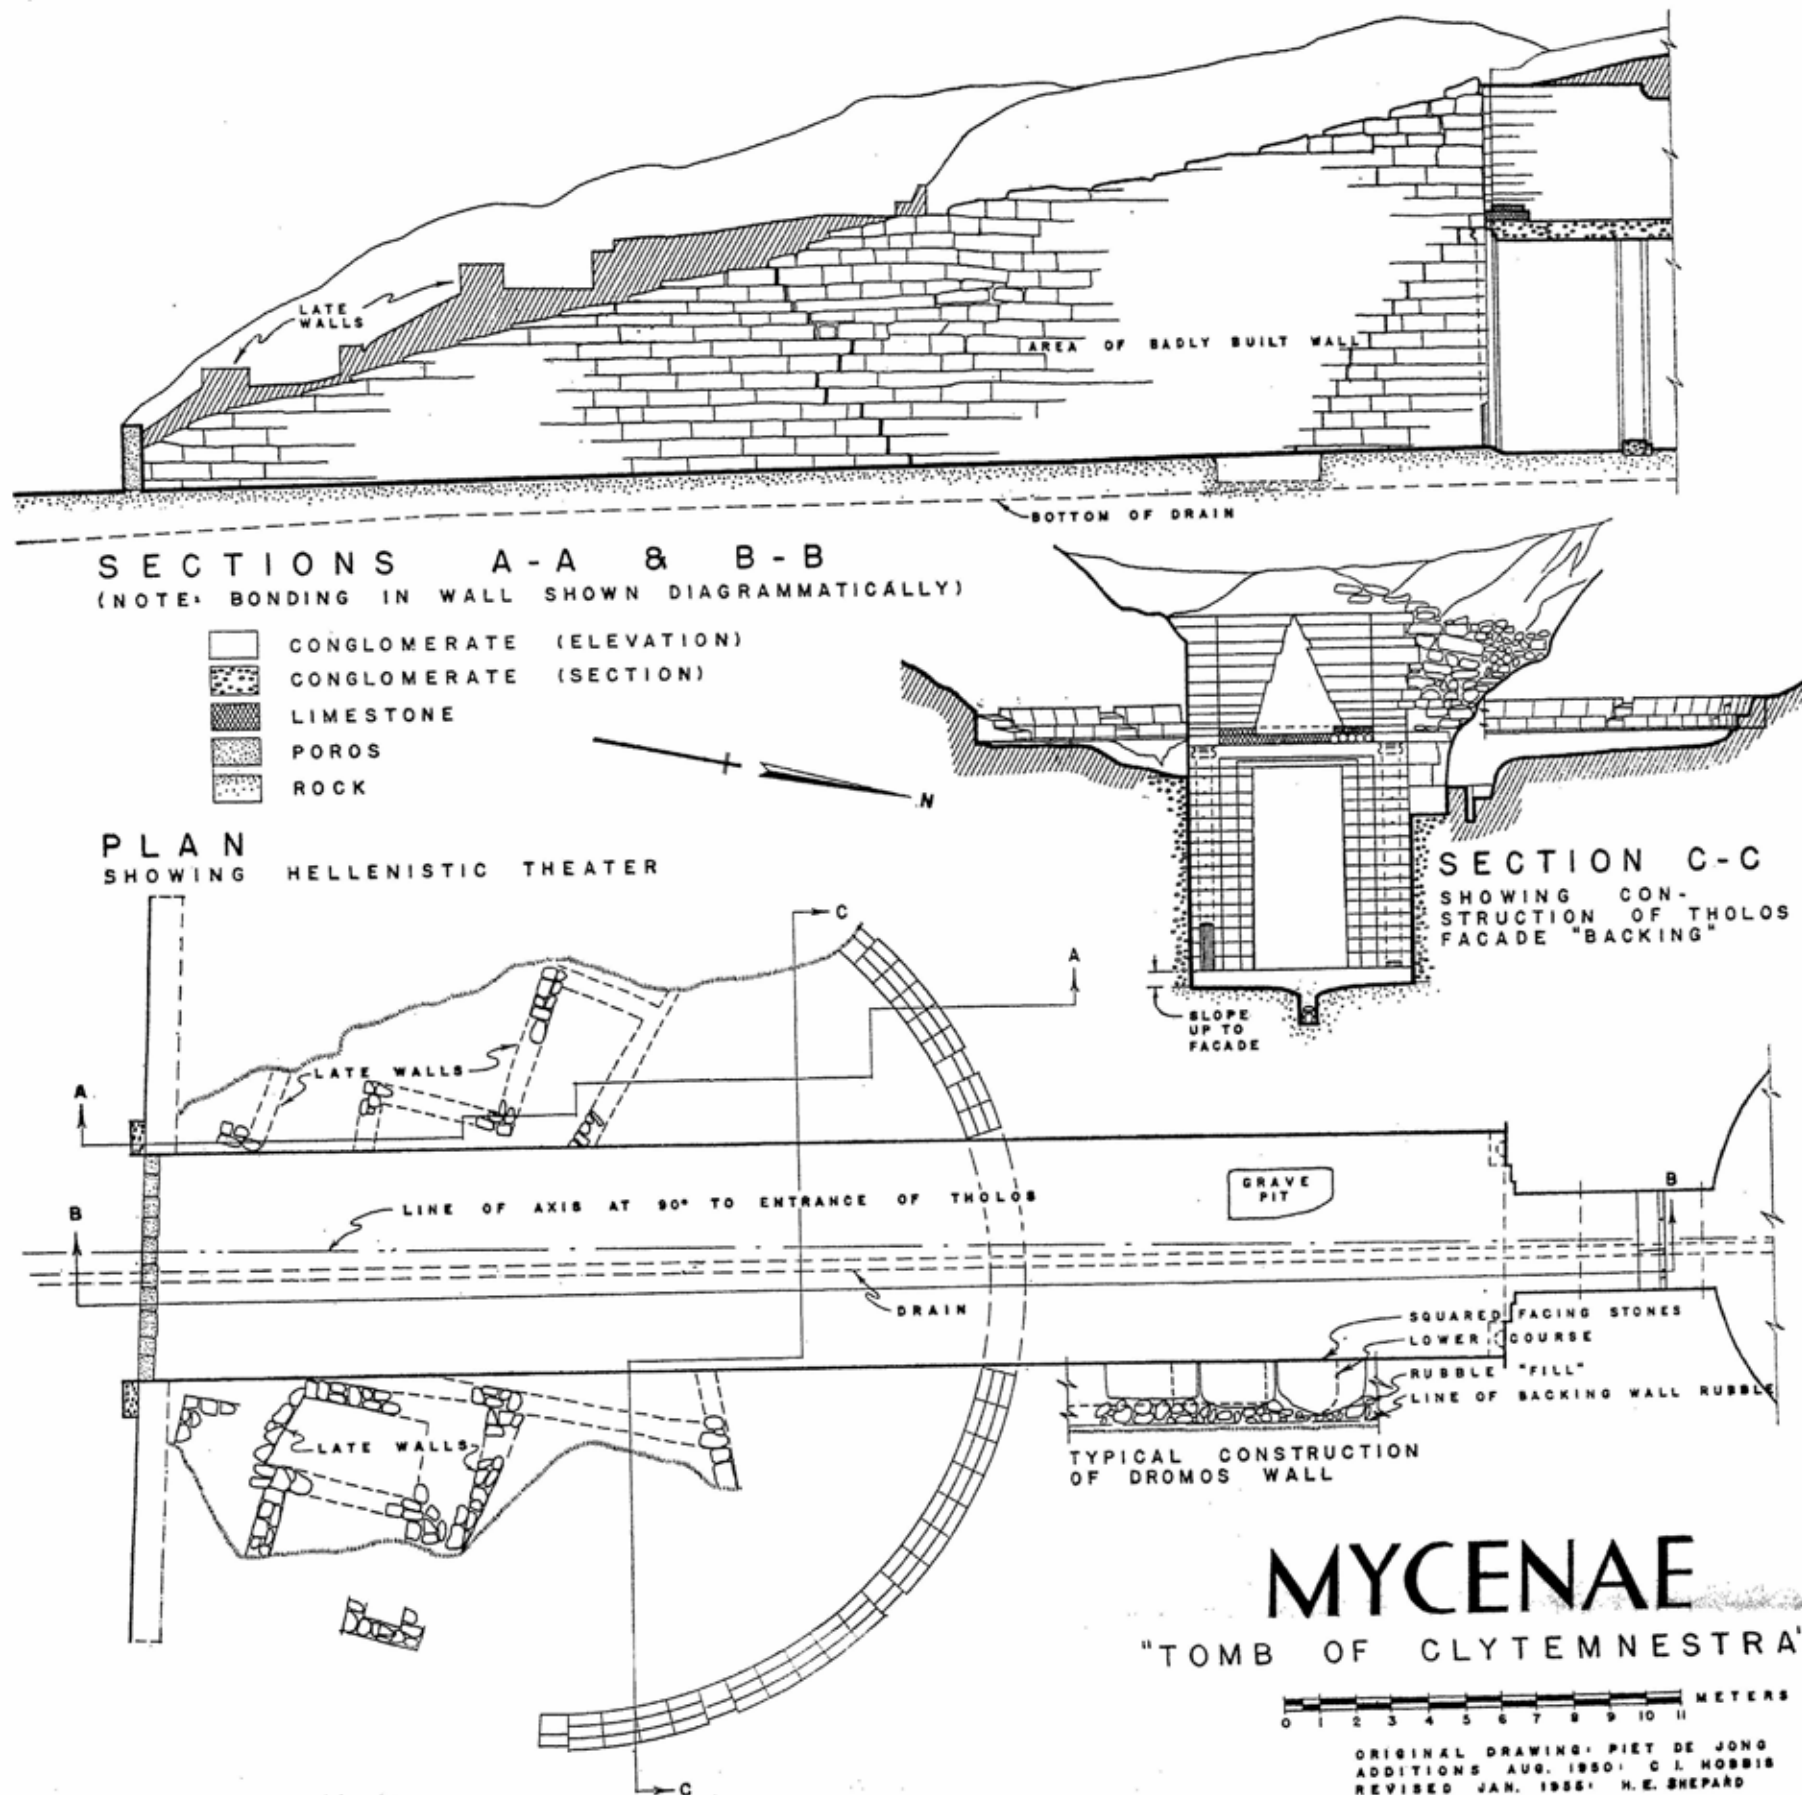 LATE
WALLS
AREA OF BADLY BUILT WALL
BOTTOM OF DRAIN
SECTIONS A-A & B-B
(NOTE: BONDING IN WALL SHOWN DIAGRAMMATICALLY)
CONGLOMERATE (ELEVATION)
CONGLOMERATE (SECTION)
LIMESTONE
POROS
ROCK
N
PLAN
SHOWING HELLENISTIC THEATER
SECTION C-C
SHOWING CON-
STRUCTION OF THOLOS
FACADE "BACKING"
SLOPE
UP TO
FACADE
C
A
LATE WALLS
A
GRAVE
PIT
B
LINE OF AXIS AT 90° TO ENTRANCE OF THOLOS
B
DRAIN
SQUARED FACING STONES
LOWER COURSE
RUBBLE "FILL"
LINE OF BACKING WALL RUBBLE
LATE WALLS
TYPICAL CONSTRUCTION
OF DROMOS WALL
C
MYCENAE
"TOMB OF CLYTEMNESTRA"
METERS
0 1 2 3 4 5 6 7 8 9 10 11
ORIGINAL DRAWING: PIET DE JONG
ADDITIONS AUG. 1950: C I. HOBBIS
REVISED JAN. 1955: H. E. SHEPARD